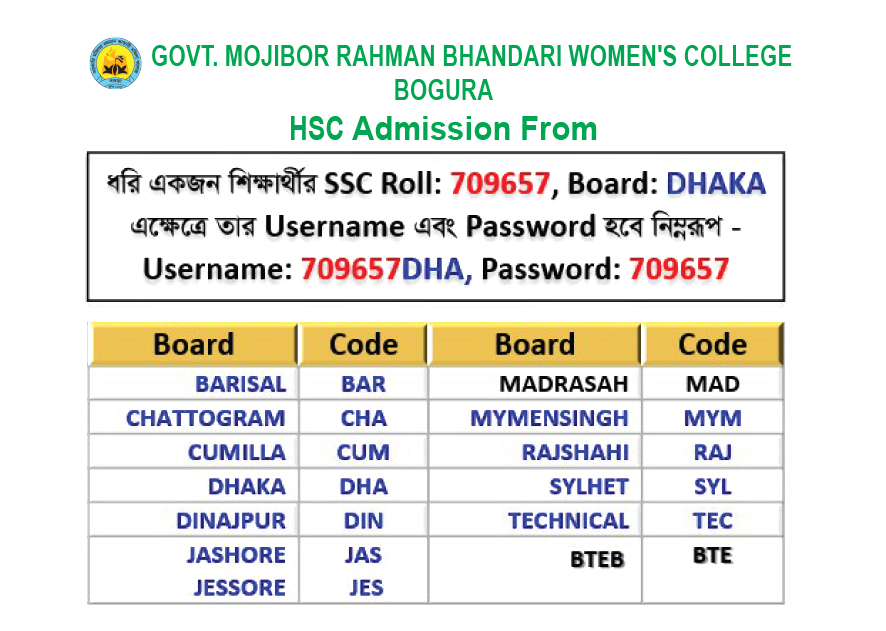 GOVT. MOJIBOR RAHMAN BHANDARI WOMEN'S COLLEGE
BOGURA
HSC Admission From
ধরি একজন শিক্ষার্থীর SSC Roll: 709657, Board: DHAKA
এক্ষেত্রে তার Username এবং Password হবে নিম্নরূপ -
Username: 709657DHA, Password: 709657
Board Code Board Code
BARISAL BAR MADRASAH MAD
CHATTOGRAM CHA MYMENSINGH MYM
CUMILLA CUM RAJSHAHI RAJ
DHAKA DHA SYLHET SYL
DINAJPUR DIN TECHNICAL TEC
JASHORE JAS BTEB BTE
JESSORE JES